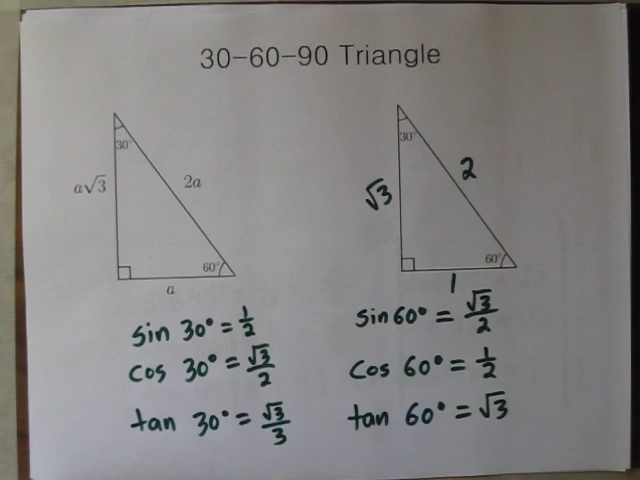 30-60-90 Triangle
30°
a√3
2a
60°
a
30°
√3
2
60°
1
sin 30° = 1/2
cos 30° = √3/2
tan 30° = √3/3
sin 60° = √3/2
cos 60° = 1/2
tan 60° = √3